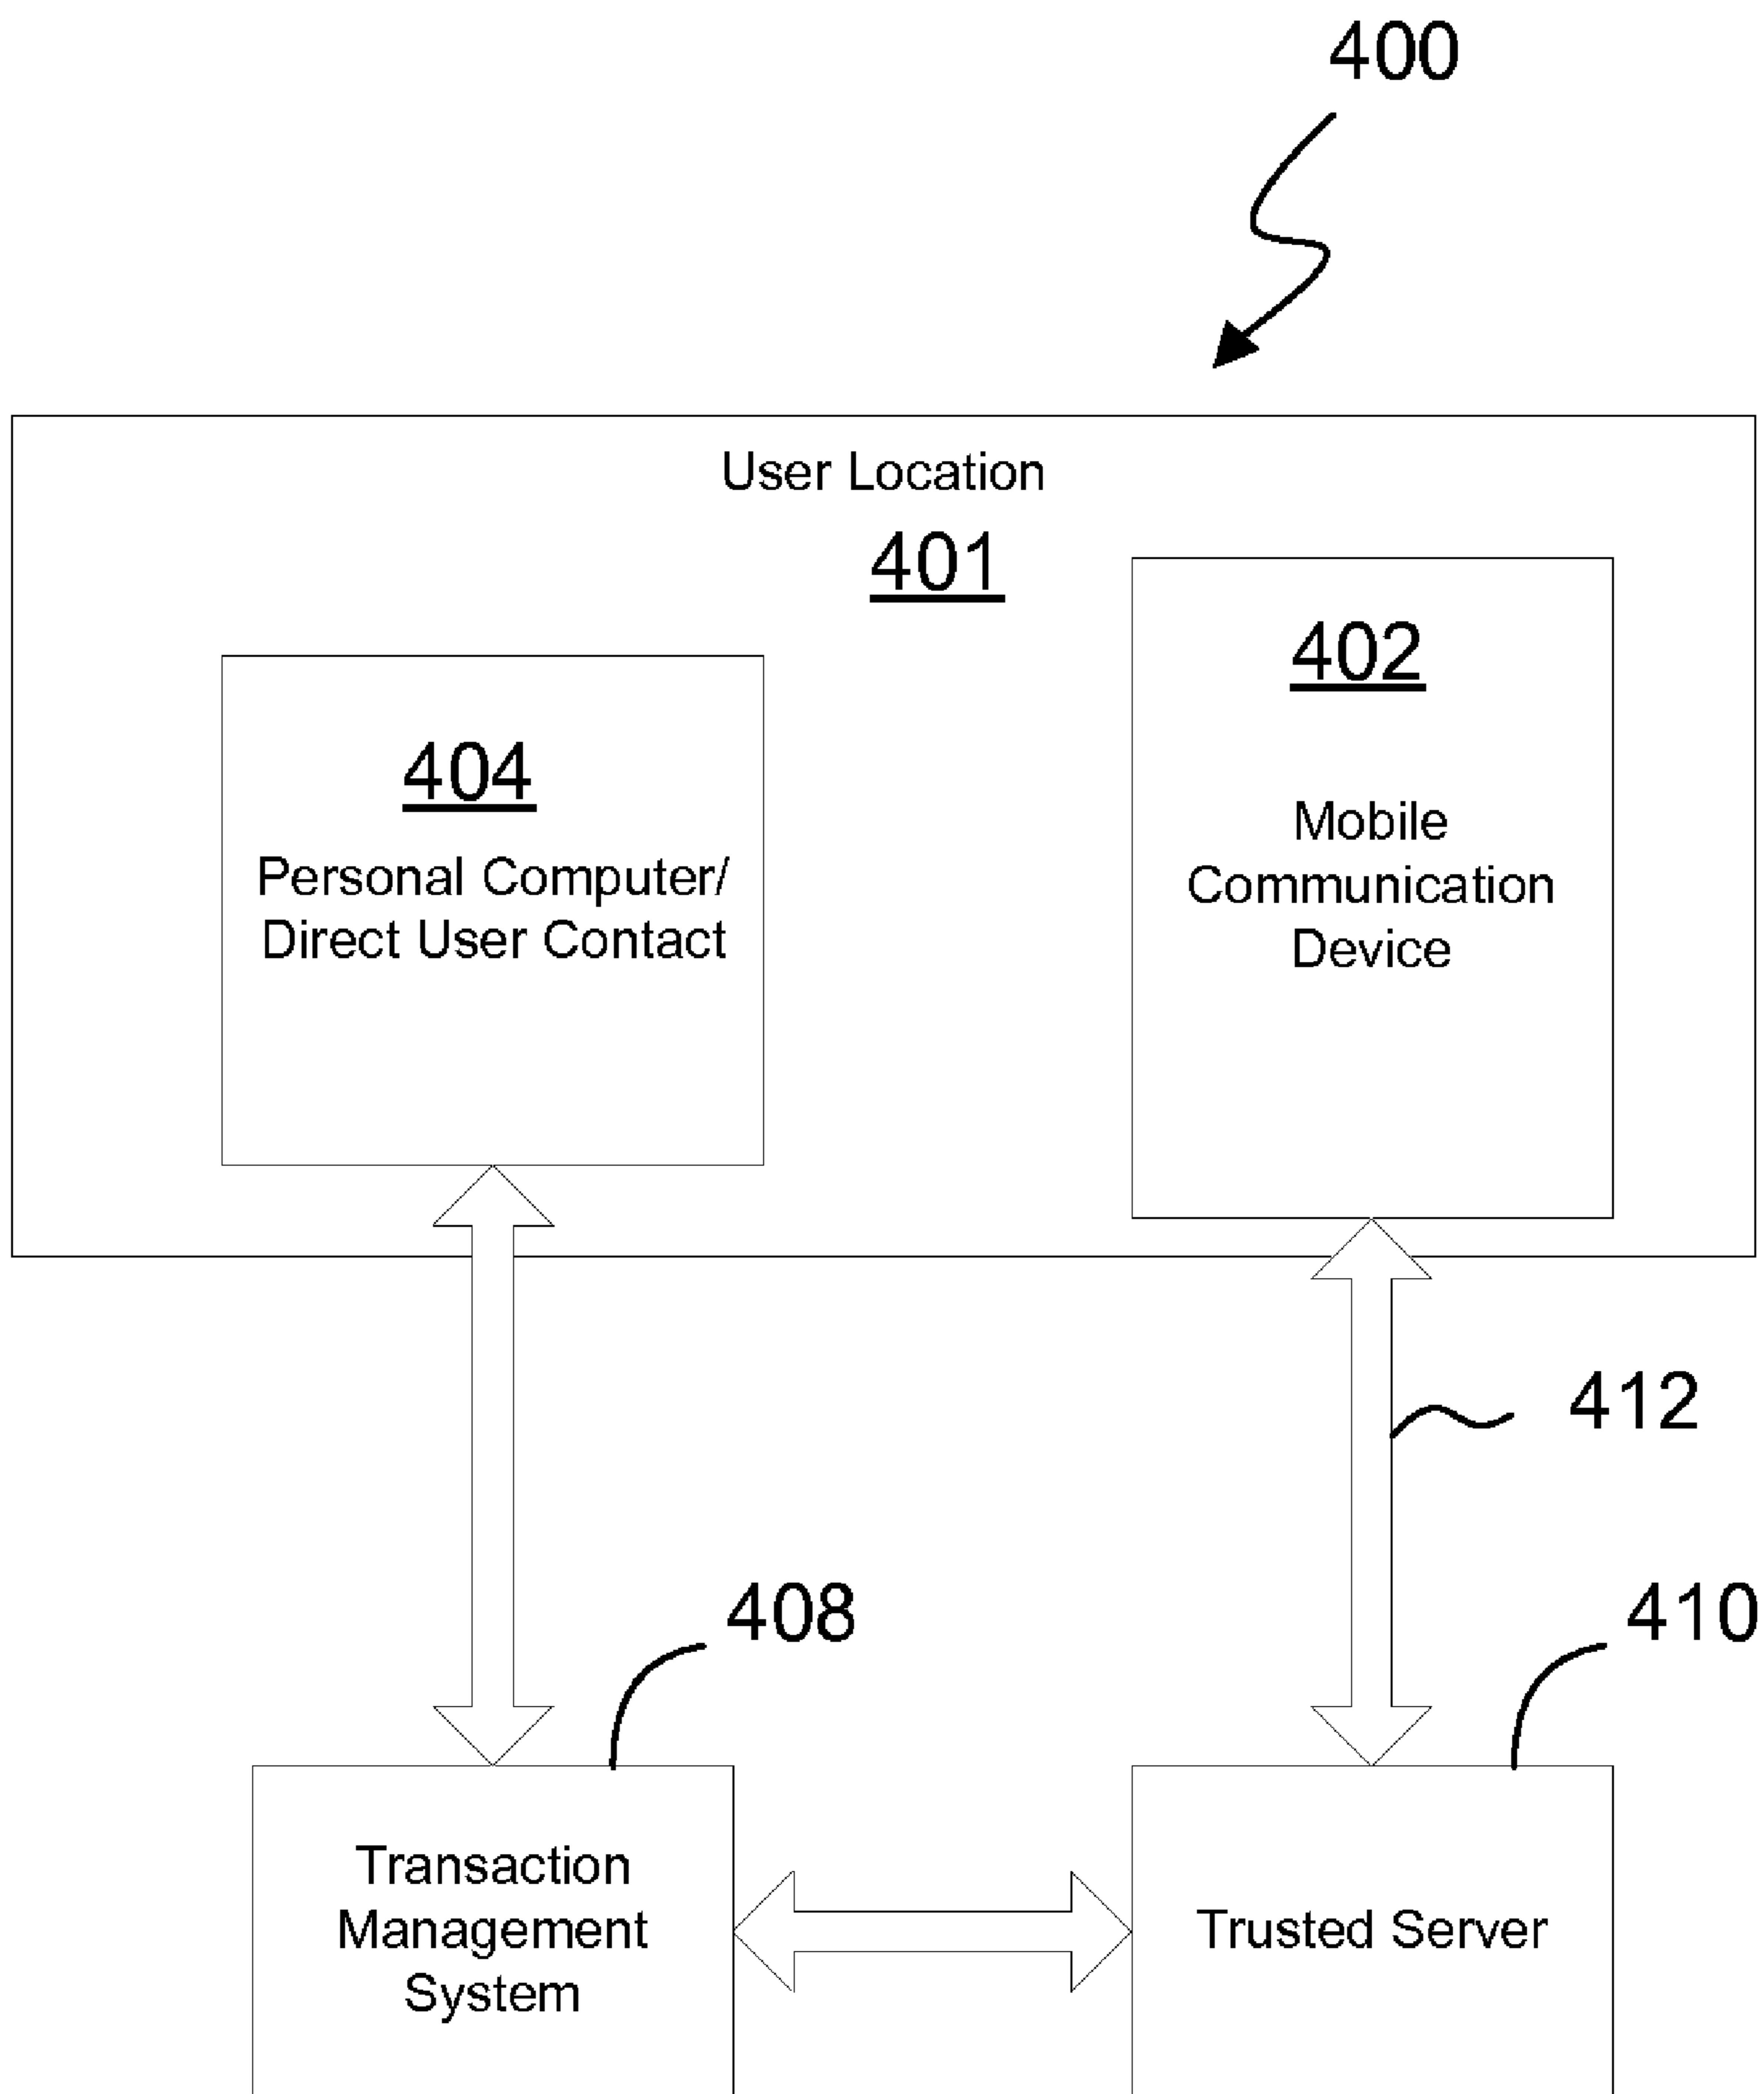 400
User Location
401
402
404
Mobile
Communication
Device
Personal Computer/
Direct User Contact
412
408
410
Transaction
Management
System
Trusted Server